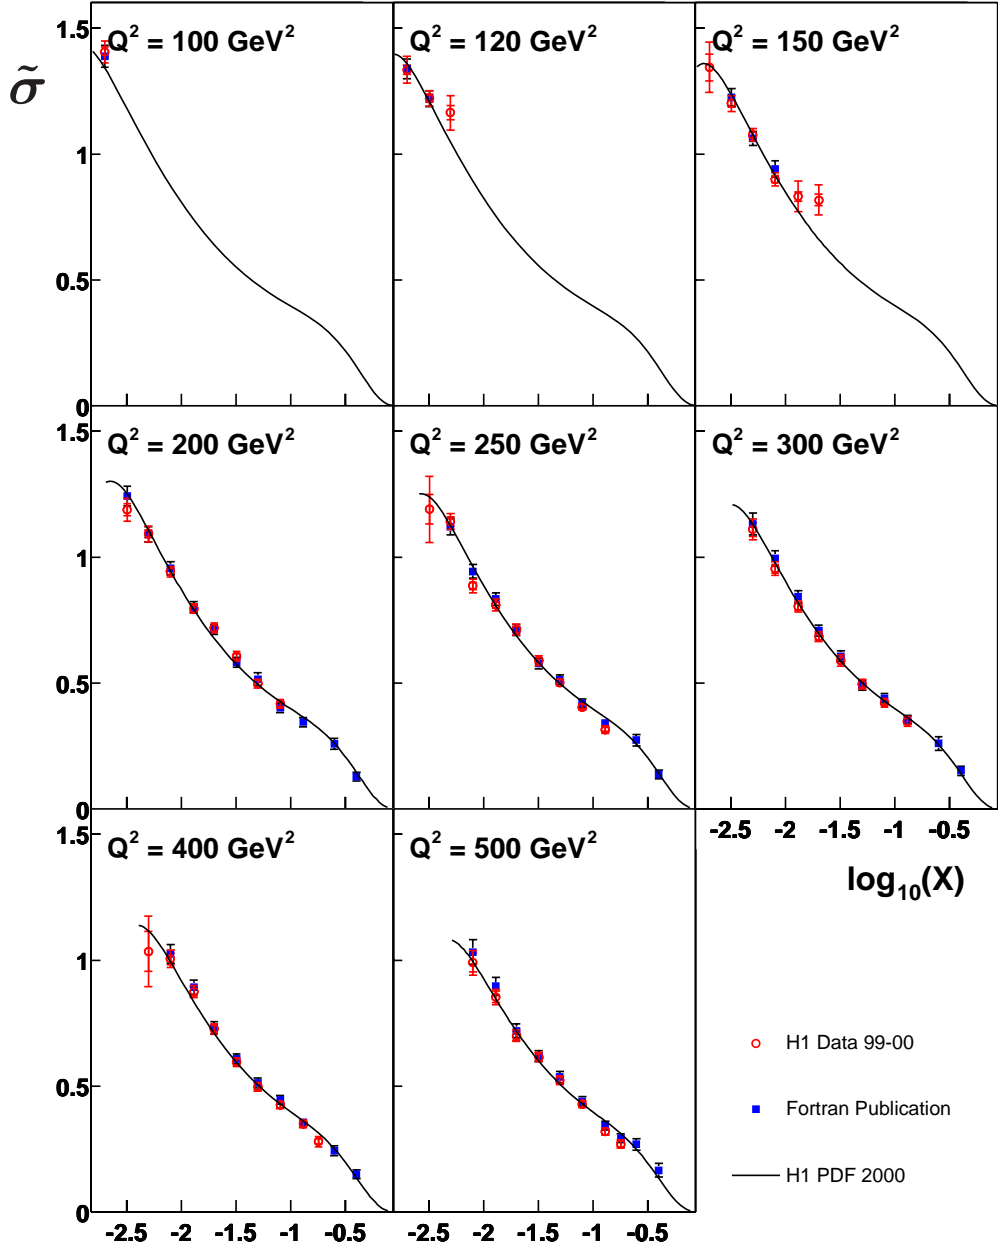 1.5
Q² = 100 GeV²
Q² = 120 GeV²
Q² = 150 GeV²
σ̃
1
0.5
0
1.5
Q² = 200 GeV²
Q² = 250 GeV²
Q² = 300 GeV²
1
0.5
0
-2.5 -2 -1.5 -1 -0.5
1.5
Q² = 400 GeV²
Q² = 500 GeV²
log₁₀(X)
1
0.5
0
-2.5 -2 -1.5 -1 -0.5
-2.5 -2 -1.5 -1 -0.5
H1 Data 99-00
Fortran Publication
H1 PDF 2000